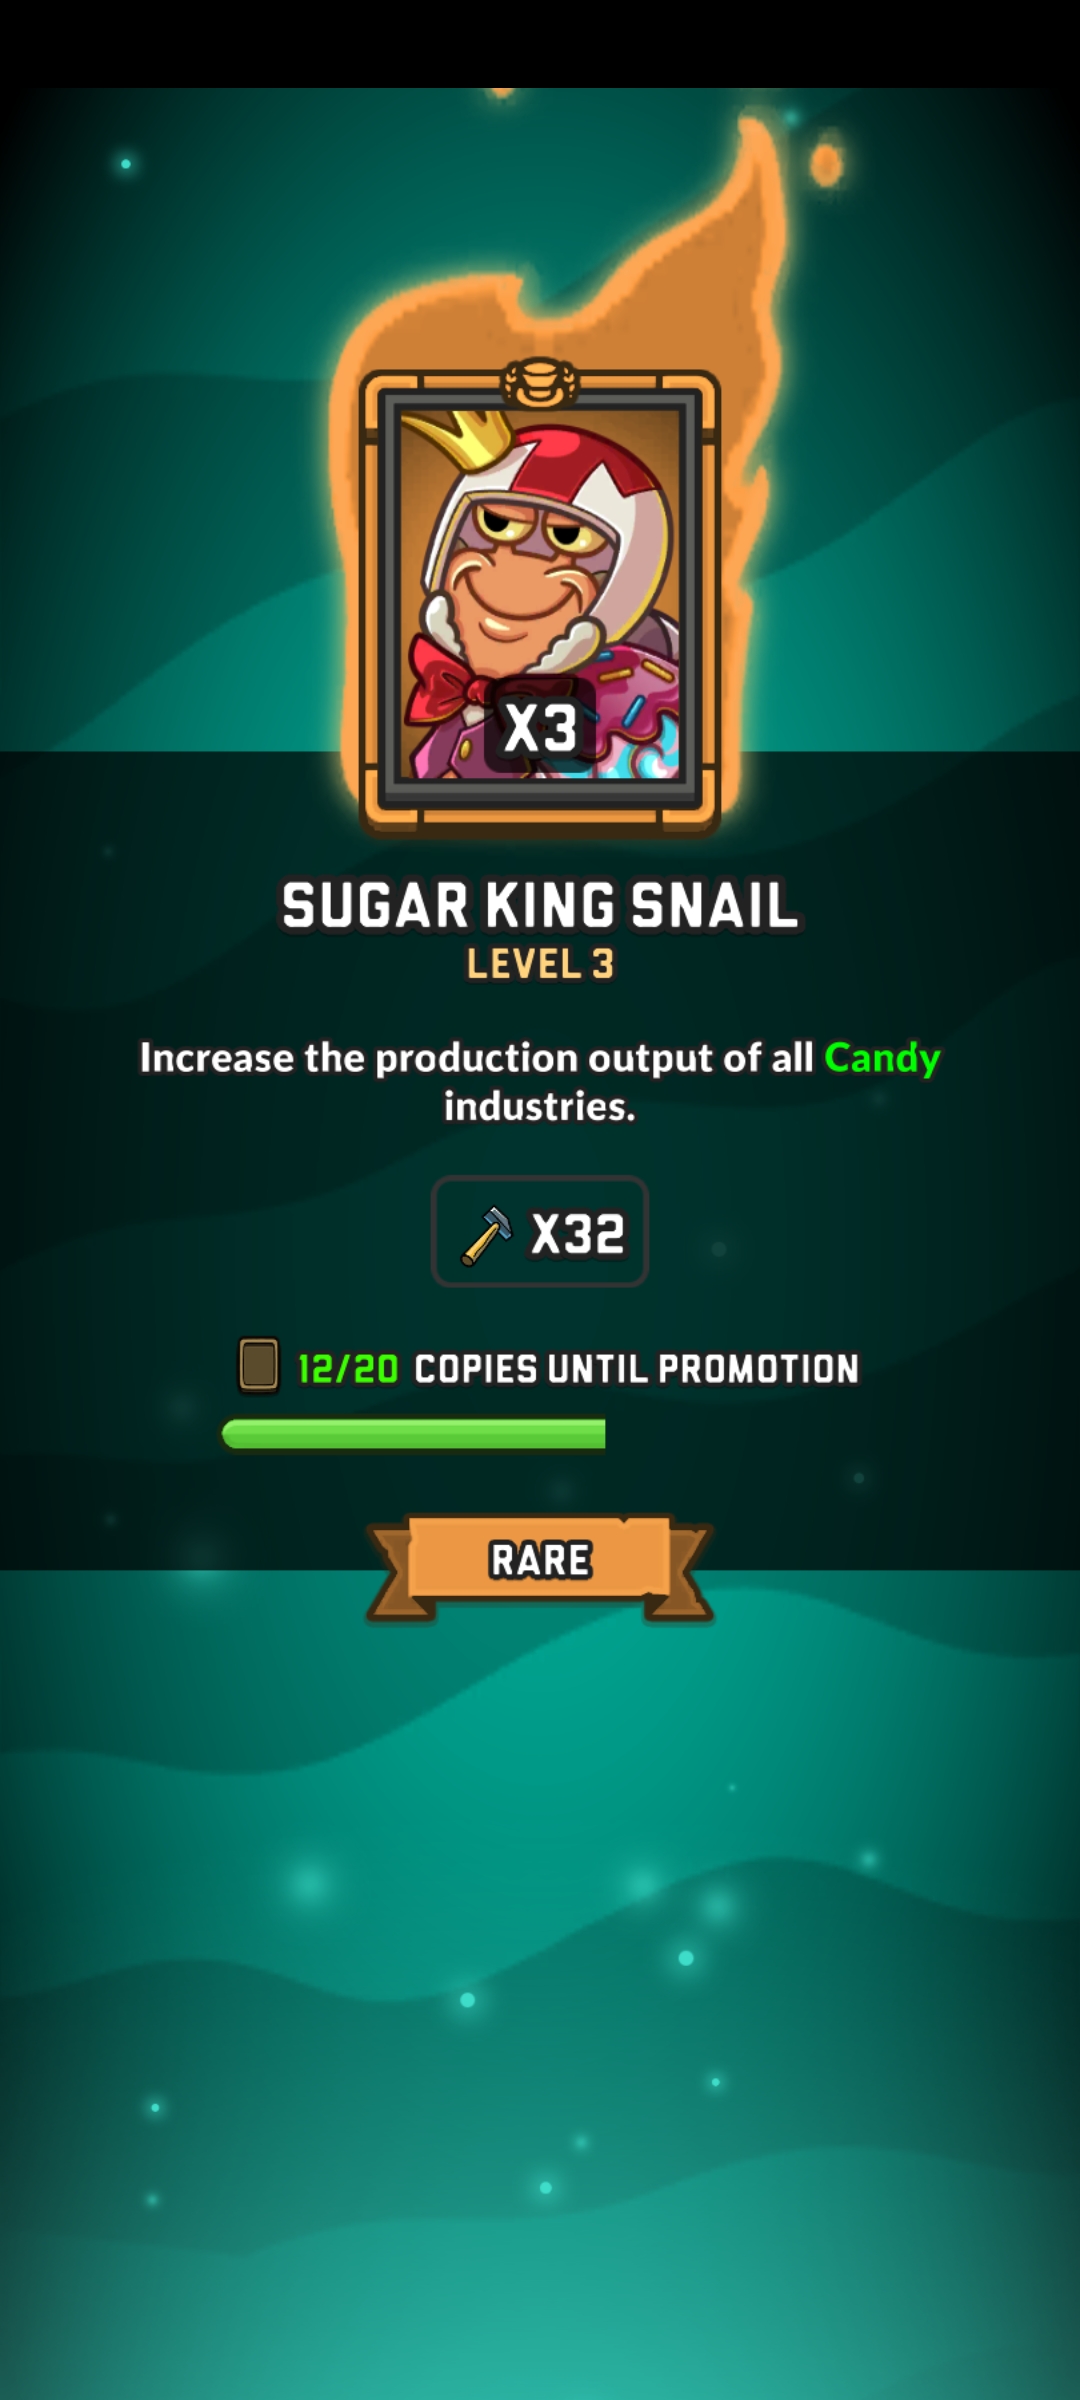 X3
SUGAR KING SNAIL
LEVEL 3
Increase the production output of all Candy
industries.
X32
12/20 COPIES UNTIL PROMOTION
RARE